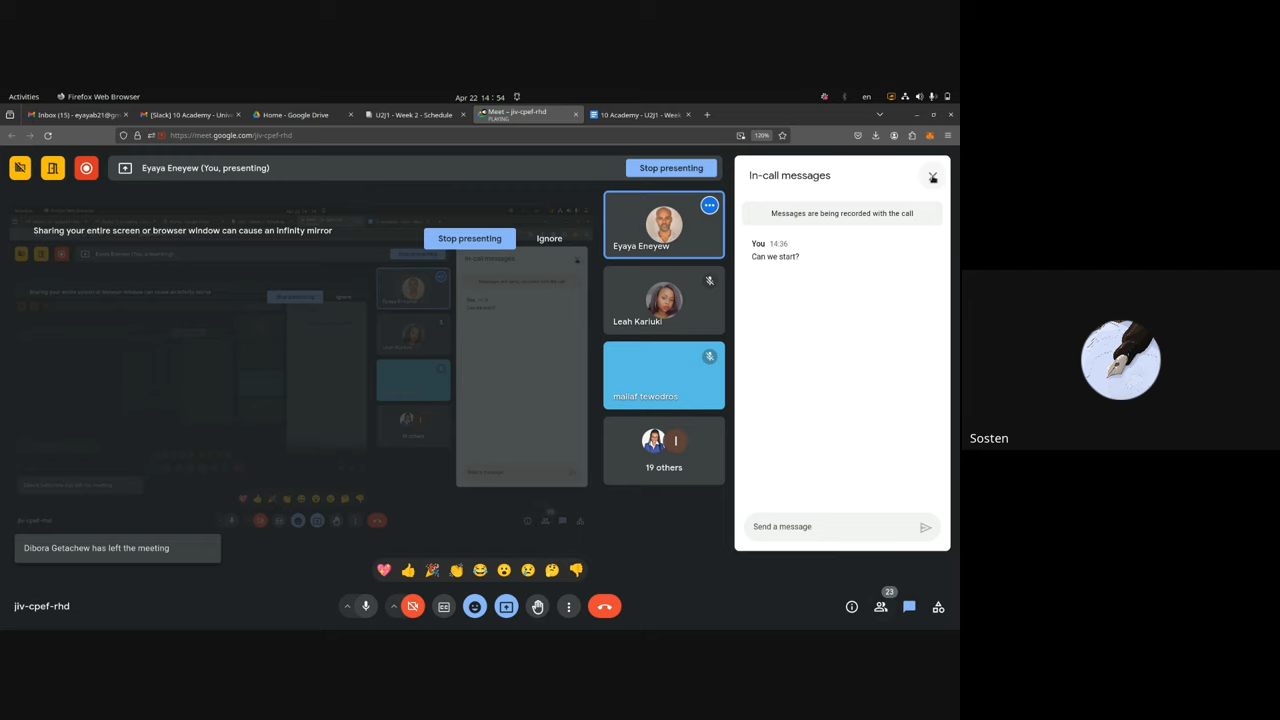 Activities
Firefox Web Browser
Apr 22 14:54
en
Inbox (15) - eyayab21@gm
[Slack] 10 Academy - Univ
Home - Google Drive
U2J1 - Week 2 - Schedule
Meet – jiv-cpef-rhd
PLAYING
10 Academy - U2J1 - Week
https://meet.google.com/jiv-cpef-rhd
120%
Eyaya Eneyew (You, presenting)
Stop presenting
Sharing your entire screen or browser window can cause an infinity mirror
Stop presenting
Ignore
Eyaya Eneyew
Leah Kariuki
I
19 others
In-call messages
Messages are being recorded with the call
You 14:36
Can we start?
Send a message
Dibora Getachew has left the meeting
jiv-cpef-rhd
23
Sosten